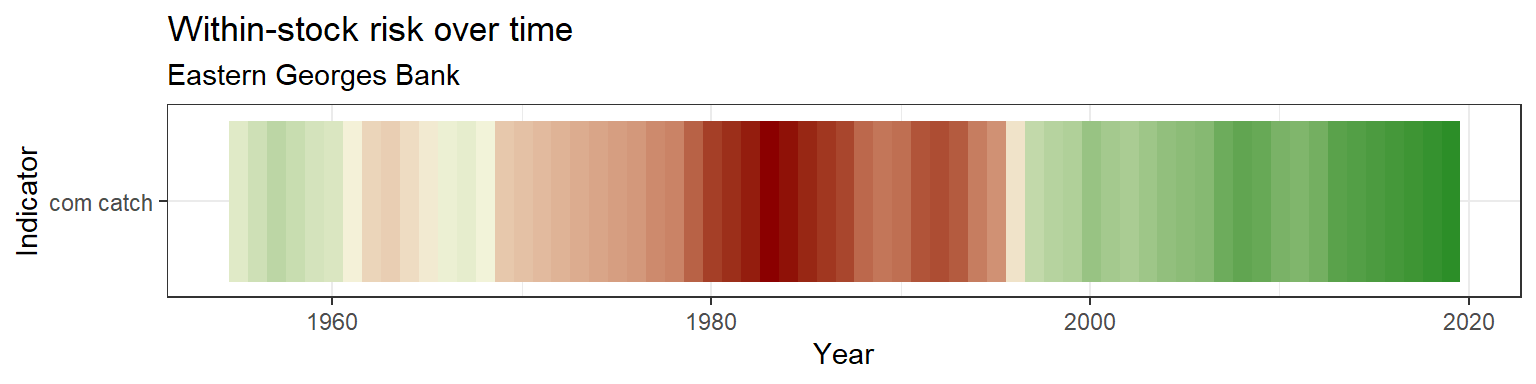 Within-stock risk over time
Eastern Georges Bank
Indicator
com catch
1960 1980 2000 2020
Year